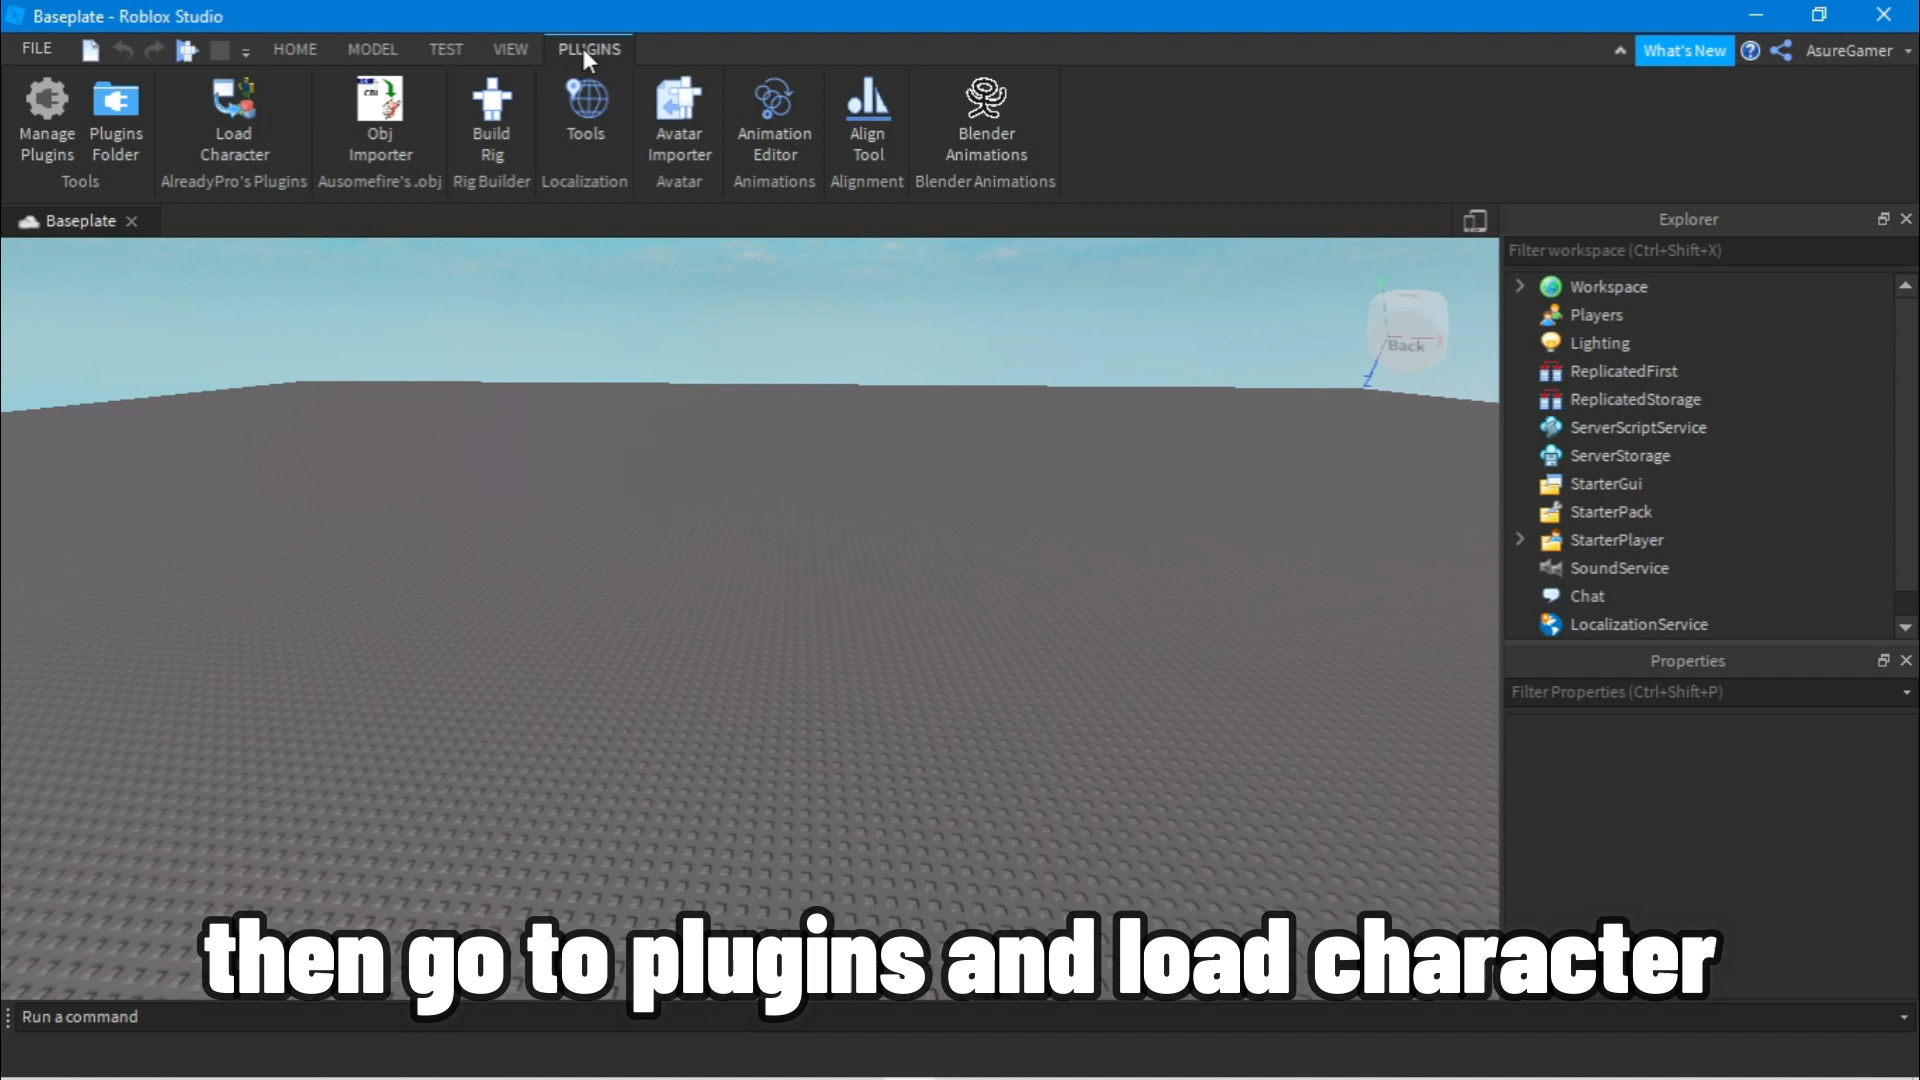 Baseplate - Roblox Studio
FILE HOME MODEL TEST VIEW PLUGINS What's New AsureGamer
Manage Plugins
Plugins Folder
Tools
Load Character
AlreadyPro's Plugins
Obj Importer
Ausomefire's .obj
Build Rig
Rig Builder
Tools
Localization
Avatar Importer
Avatar
Animation Editor
Animations
Align Tool
Alignment
Blender Animations
Blender Animations
Baseplate
Explorer
Filter workspace (Ctrl+Shift+X)
Workspace
Players
Lighting
ReplicatedFirst
ReplicatedStorage
ServerScriptService
ServerStorage
StarterGui
StarterPack
StarterPlayer
SoundService
Chat
LocalizationService
Y
Back
X
Z
Properties
Filter Properties (Ctrl+Shift+P)
then go to plugins and load character
Run a command